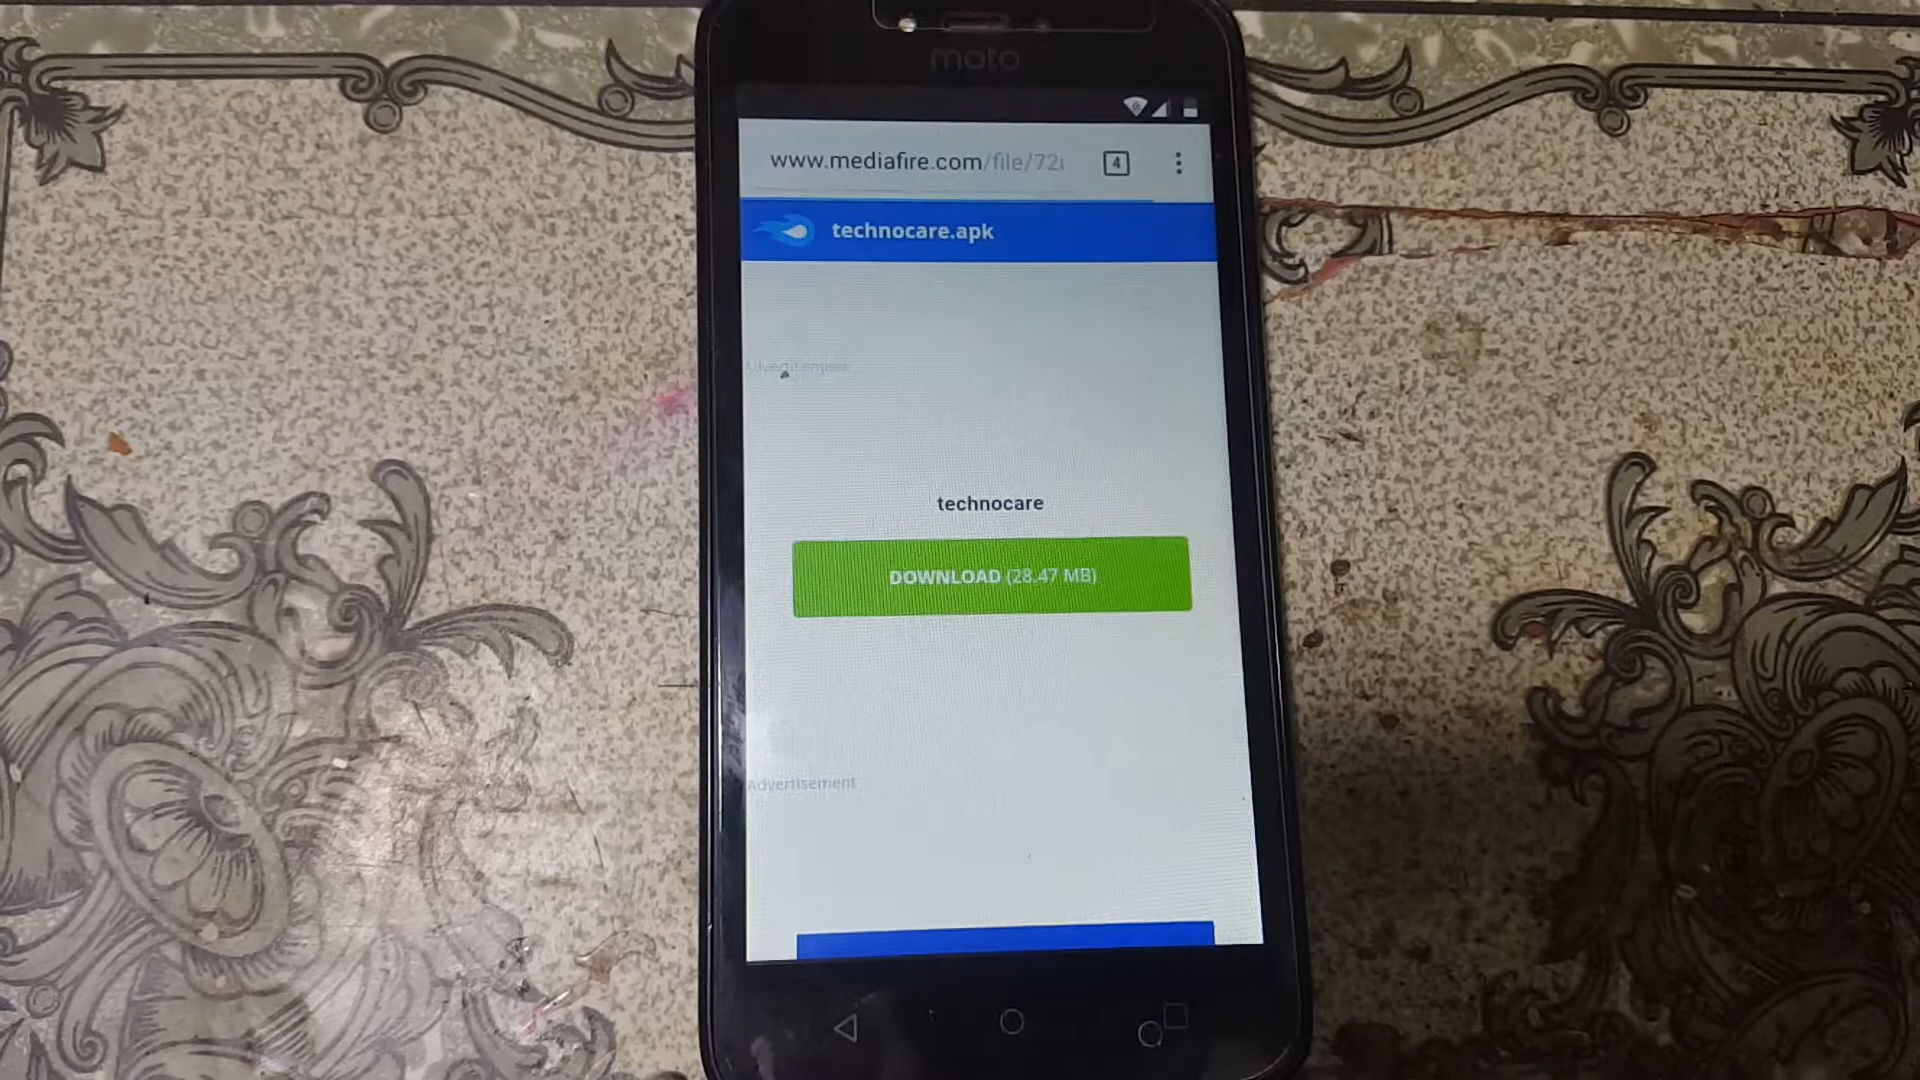 moto
www.mediafire.com/file/72
4
technocare.apk
Advertisement
technocare
DOWNLOAD (28.47 MB)
Advertisement